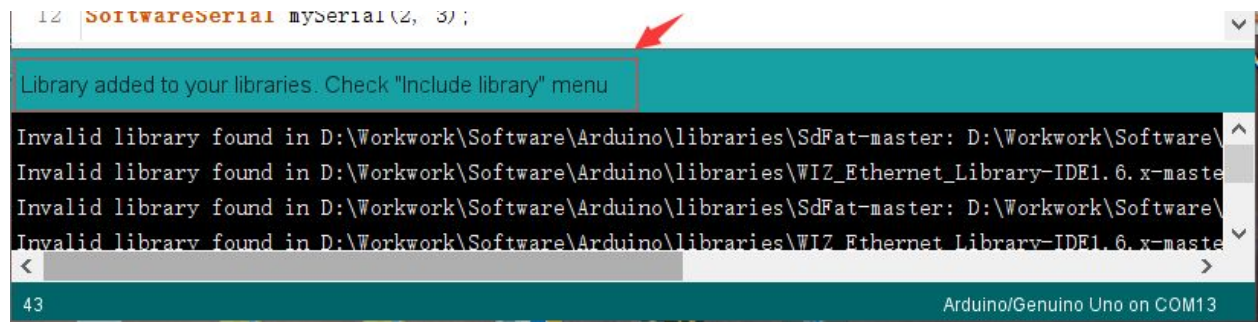 12 SoftwareSerial mySerial(2, 3);
Library added to your libraries. Check "Include library" menu
Invalid library found in D:\Workwork\Software\Arduino\libraries\SdFat-master: D:\Workwork\Software\
Invalid library found in D:\Workwork\Software\Arduino\libraries\WIZ_Ethernet_Library-IDE1.6.x-maste
Invalid library found in D:\Workwork\Software\Arduino\libraries\SdFat-master: D:\Workwork\Software\
Invalid library found in D:\Workwork\Software\Arduino\libraries\WIZ_Ethernet_Library-IDE1.6.x-maste
43 Arduino/Genuino Uno on COM13